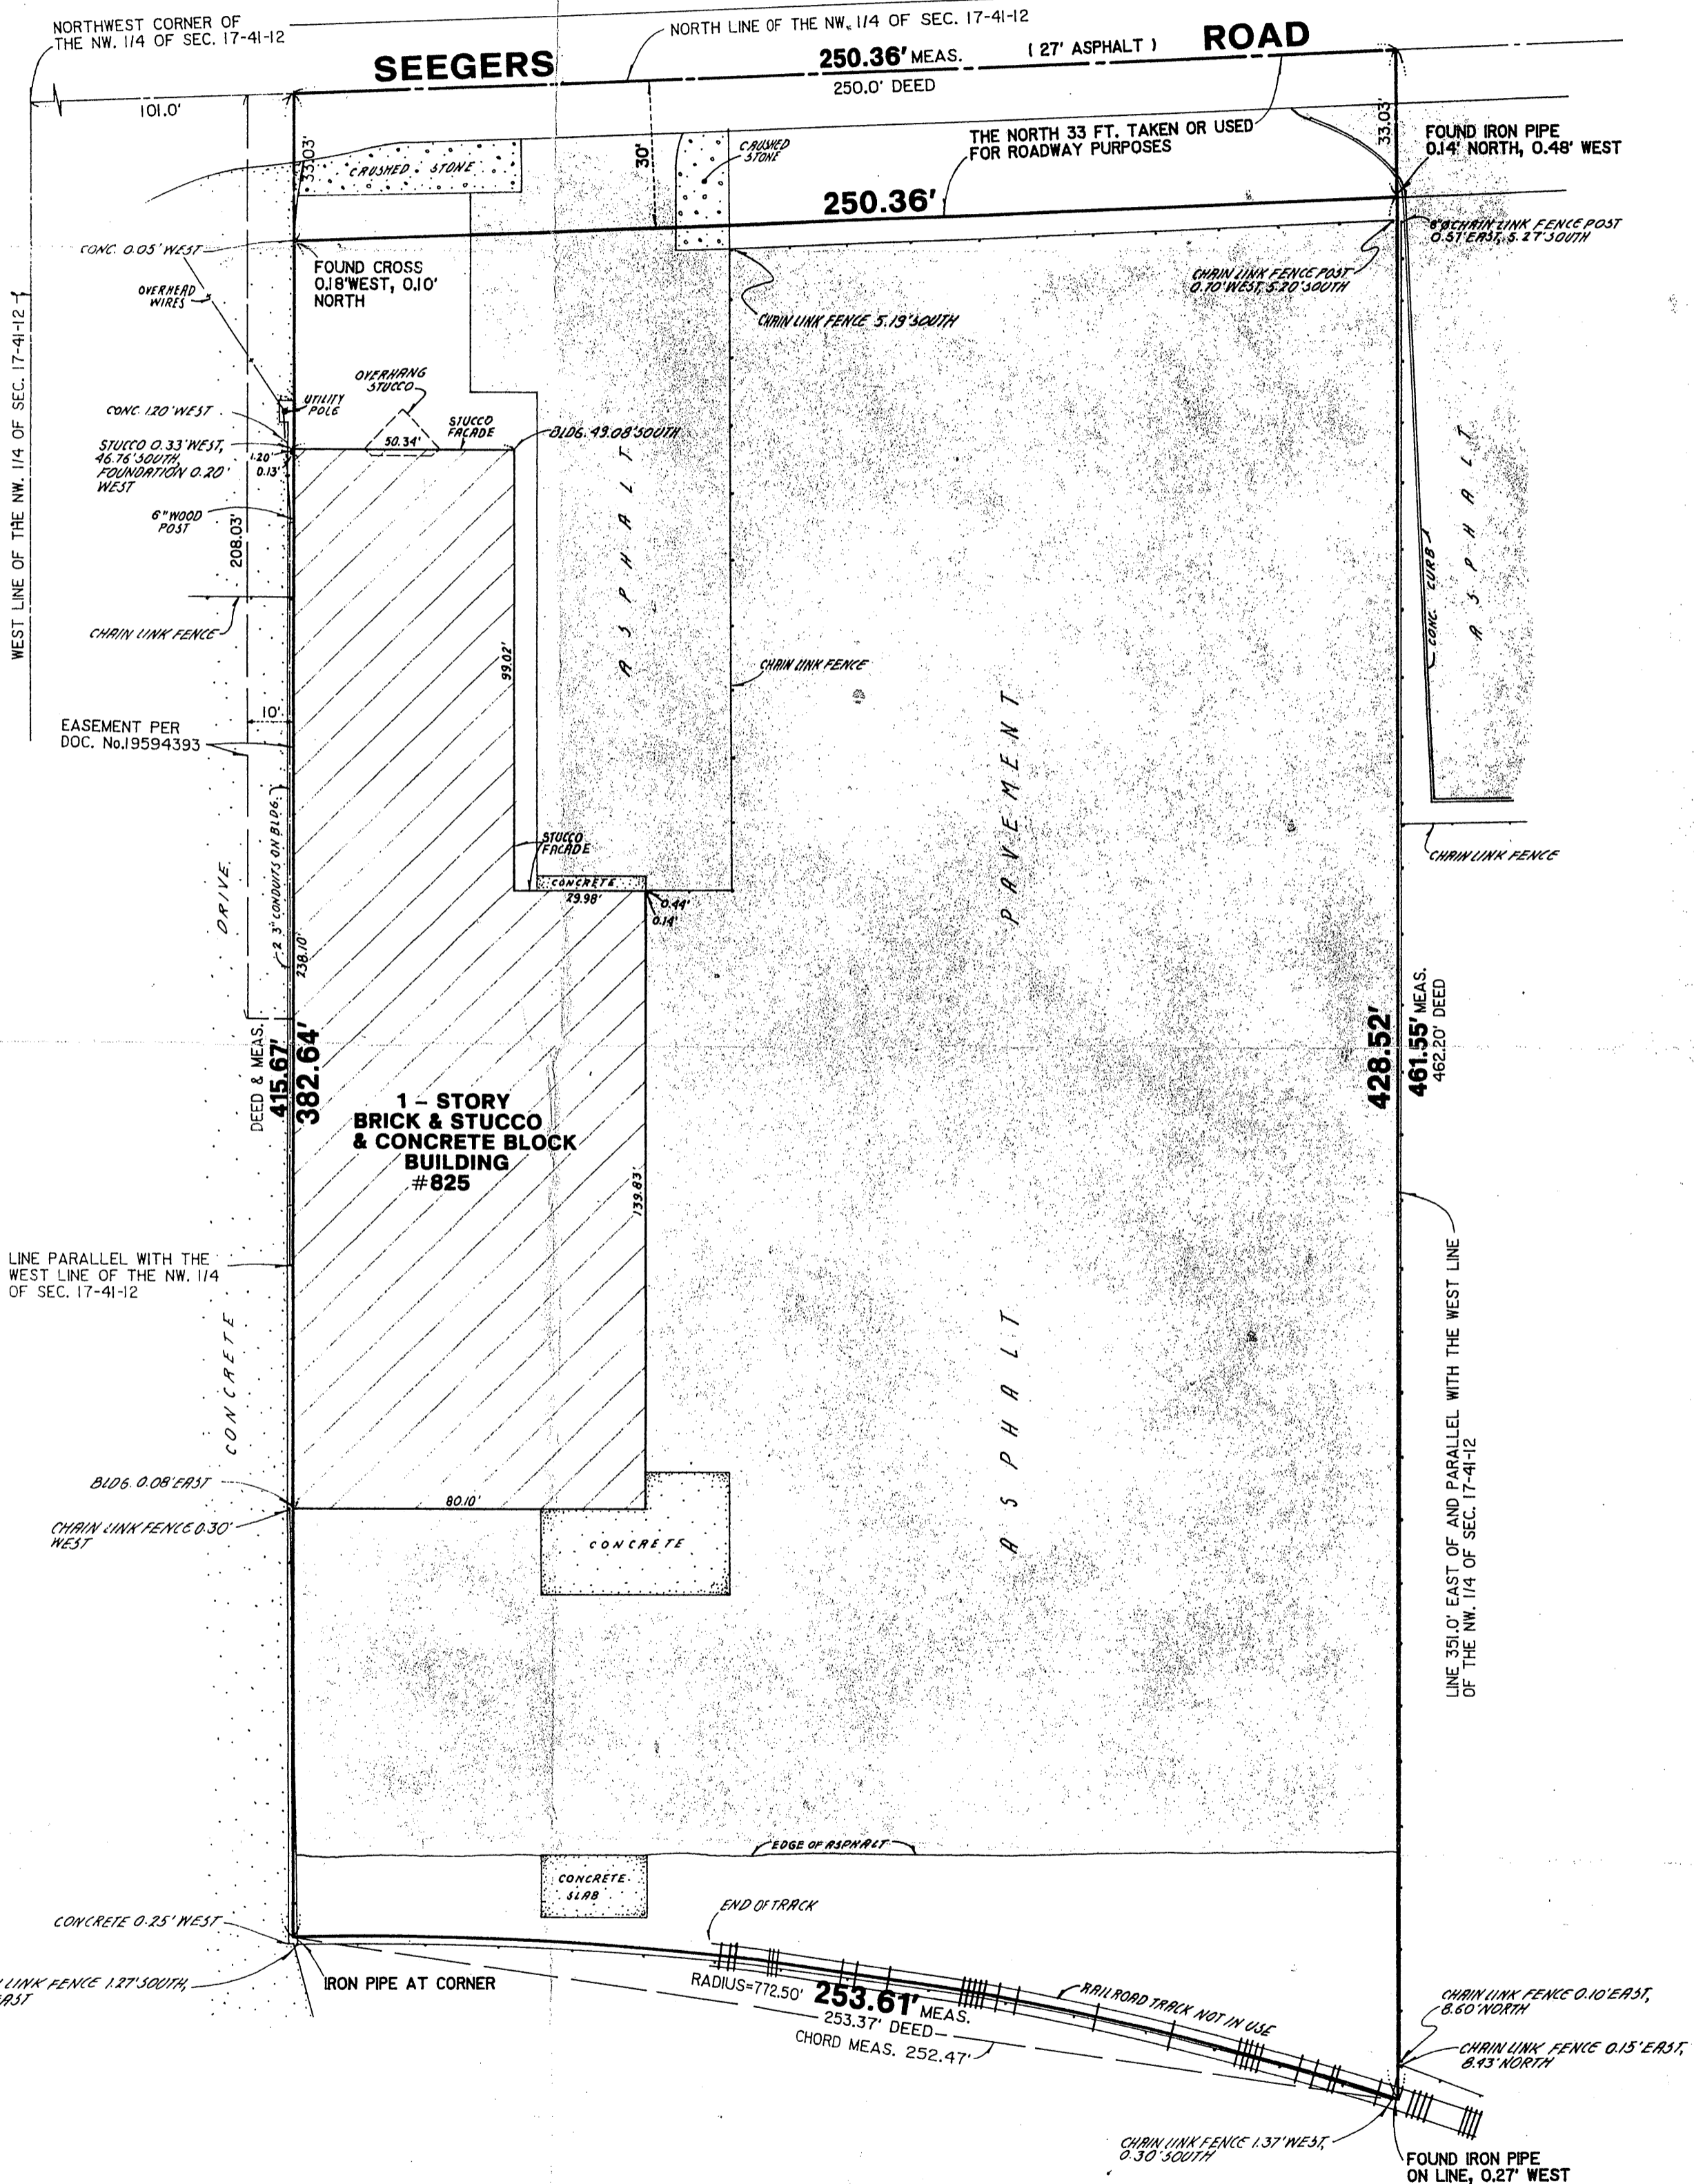 NORTHWEST CORNER OF
THE NW. 1/4 OF SEC. 17-41-12
NORTH LINE OF THE NW. 1/4 OF SEC. 17-41-12
SEEGERS
250.36' MEAS.
( 27' ASPHALT )
ROAD
250.0' DEED
101.0'
33.03'
30'
33.03'
CRUSHED STONE
CRUSHED
STONE
THE NORTH 33 FT. TAKEN OR USED
FOR ROADWAY PURPOSES
FOUND IRON PIPE
0.14' NORTH, 0.48' WEST
250.36'
CHAIN LINK FENCE POST
0.51' EAST, 5.27' SOUTH
CONC. 0.05' WEST
FOUND CROSS
0.18' WEST, 0.10'
NORTH
CHAIN LINK FENCE POST
0.70' WEST, 5.20' SOUTH
OVERHEAD
WIRES
CHAIN LINK FENCE 5.19' SOUTH
WEST LINE OF THE NW. 1/4 OF SEC. 17-41-12
OVERHANG
STUCCO
UTILITY
POLE
CONC. 1.20' WEST
STUCCO
FACADE
BLDG. 49.08' SOUTH
50.34'
STUCCO 0.33' WEST,
46.76' SOUTH,
FOUNDATION 0.20'
WEST
1.20'
0.13'
6" WOOD
POST
208.03'
ASPHALT
ASPHALT
CONC. CURB
CHAIN LINK FENCE
99.02'
CHAIN LINK FENCE
10'
EASEMENT PER
DOC. No.19594393
PAVEMENT
2 3" CONDUITS ON BLDG.
STUCCO
FACADE
CHAIN LINK FENCE
DRIVE
CONCRETE
29.98'
0.44'
0.14'
238.10'
DEED & MEAS.
415.67'
382.64'
428.52'
461.55' MEAS.
462.20' DEED
1 – STORY
BRICK & STUCCO
& CONCRETE BLOCK
BUILDING
#825
139.83'
LINE PARALLEL WITH THE
WEST LINE OF THE NW. 1/4
OF SEC. 17-41-12
CONCRETE
ASPHALT
LINE 351.0' EAST OF AND PARALLEL WITH THE WEST LINE
OF THE NW. 1/4 OF SEC. 17-41-12
BLDG. 0.08' EAST
80.10'
CHAIN LINK FENCE 0.30'
WEST
CONCRETE
EDGE OF ASPHALT
CONCRETE
SLAB
END OF TRACK
CONCRETE 0.25' WEST
LINK FENCE 1.27' SOUTH,
IRON PIPE AT CORNER
RADIUS=772.50'
253.61' MEAS.
253.37' DEED
CHORD MEAS. 252.47'
RAILROAD TRACK NOT IN USE
CHAIN LINK FENCE 0.10' EAST,
8.60' NORTH
CHAIN LINK FENCE 0.15' EAST,
8.43' NORTH
CHAIN LINK FENCE 1.37' WEST,
0.30' SOUTH
FOUND IRON PIPE
ON LINE, 0.27' WEST